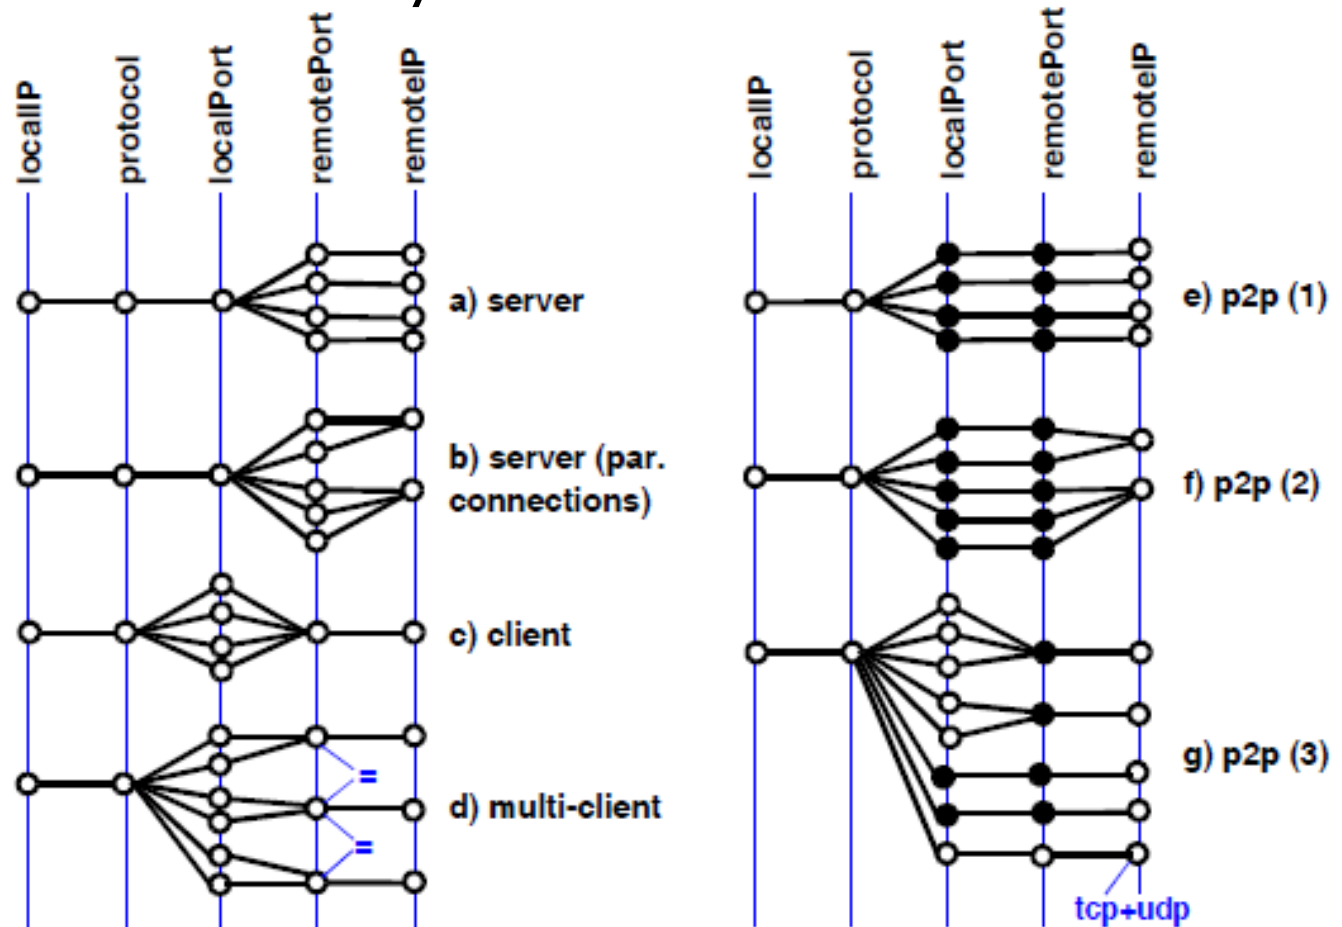 localIP
protocol
localPort
remotePort
remoteIP
a) server
b) server (par.
connections)
c) client
=
=
d) multi-client
localIP
protocol
localPort
remotePort
remoteIP
e) p2p (1)
f) p2p (2)
g) p2p (3)
tcp+udp